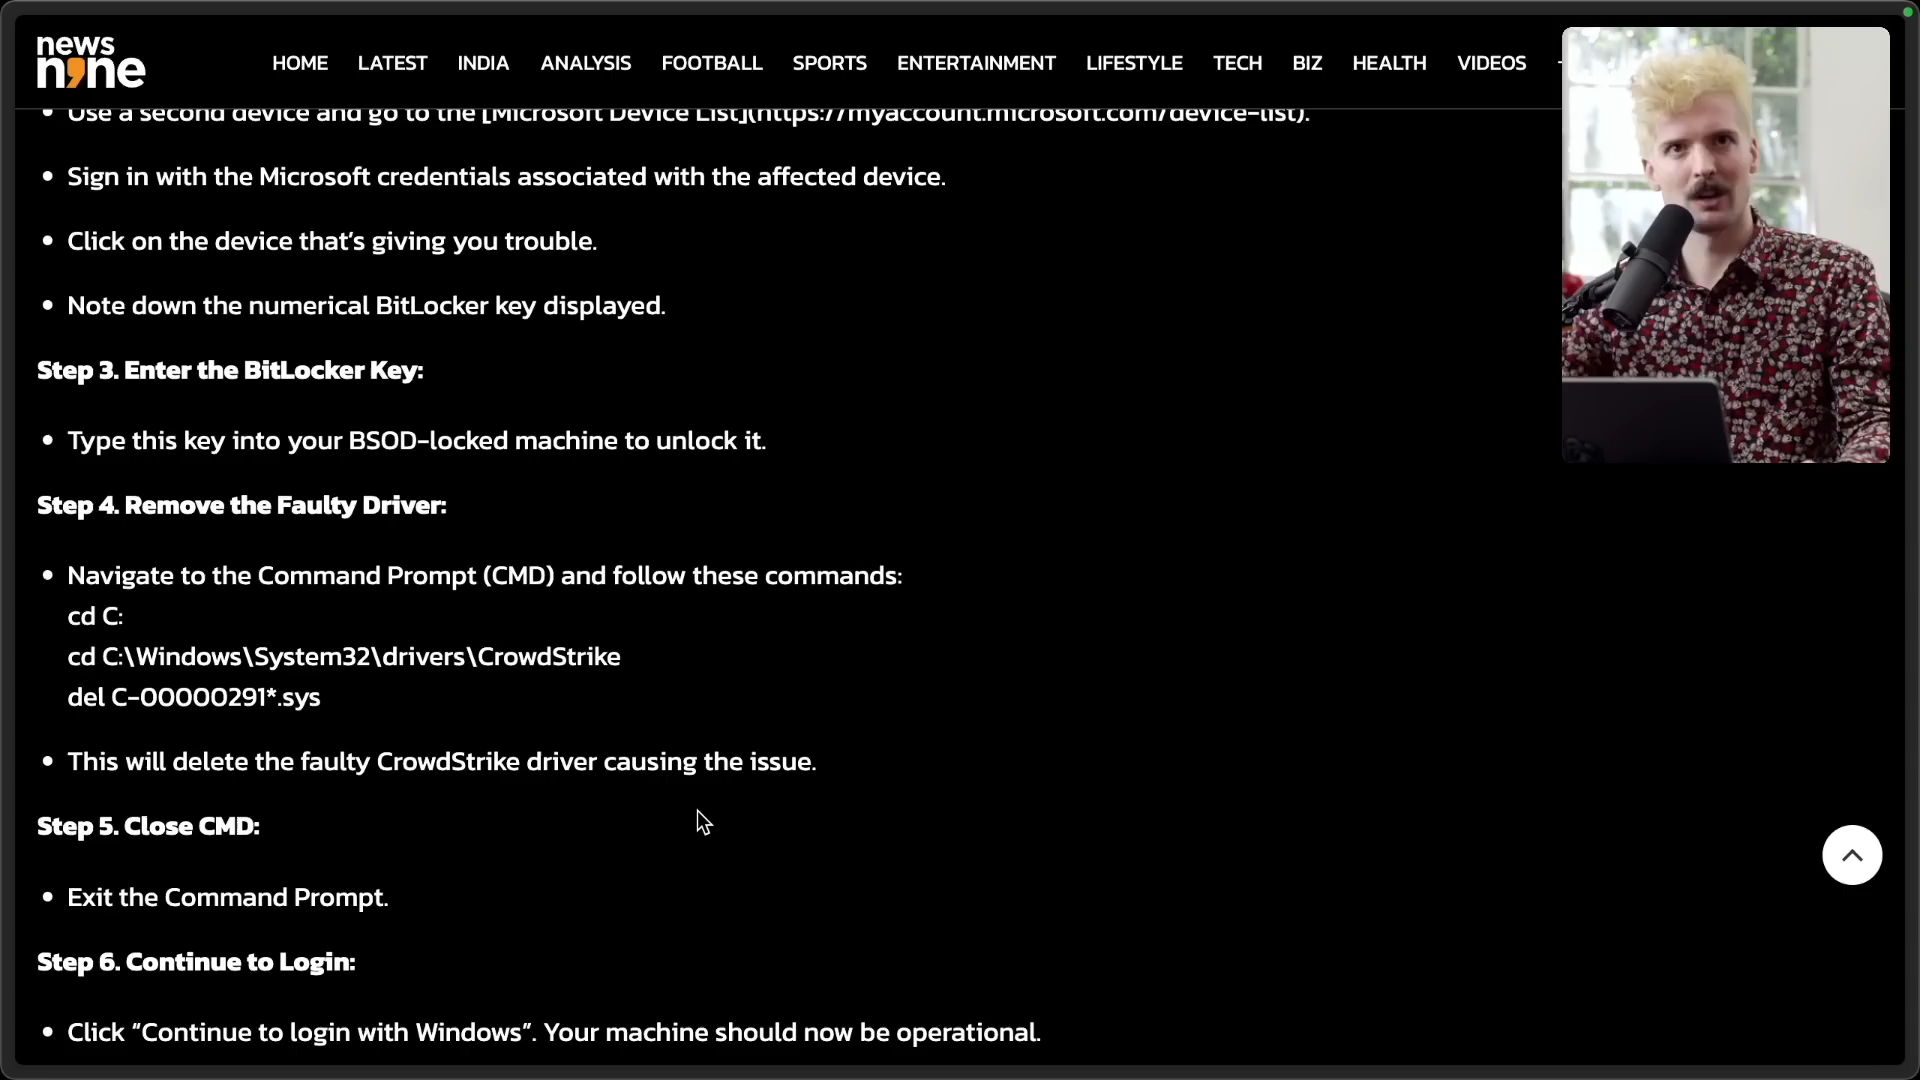 news
n9ne
HOME LATEST INDIA ANALYSIS FOOTBALL SPORTS ENTERTAINMENT LIFESTYLE TECH BIZ HEALTH VIDEOS
• Use a second device and go to the [Microsoft Device List](https://myaccount.microsoft.com/device-list).
• Sign in with the Microsoft credentials associated with the affected device.
• Click on the device that’s giving you trouble.
• Note down the numerical BitLocker key displayed.
Step 3. Enter the BitLocker Key:
• Type this key into your BSOD-locked machine to unlock it.
Step 4. Remove the Faulty Driver:
• Navigate to the Command Prompt (CMD) and follow these commands:
cd C:
cd C:\Windows\System32\drivers\CrowdStrike
del C-00000291*.sys
• This will delete the faulty CrowdStrike driver causing the issue.
Step 5. Close CMD:
• Exit the Command Prompt.
Step 6. Continue to Login:
• Click “Continue to login with Windows”. Your machine should now be operational.